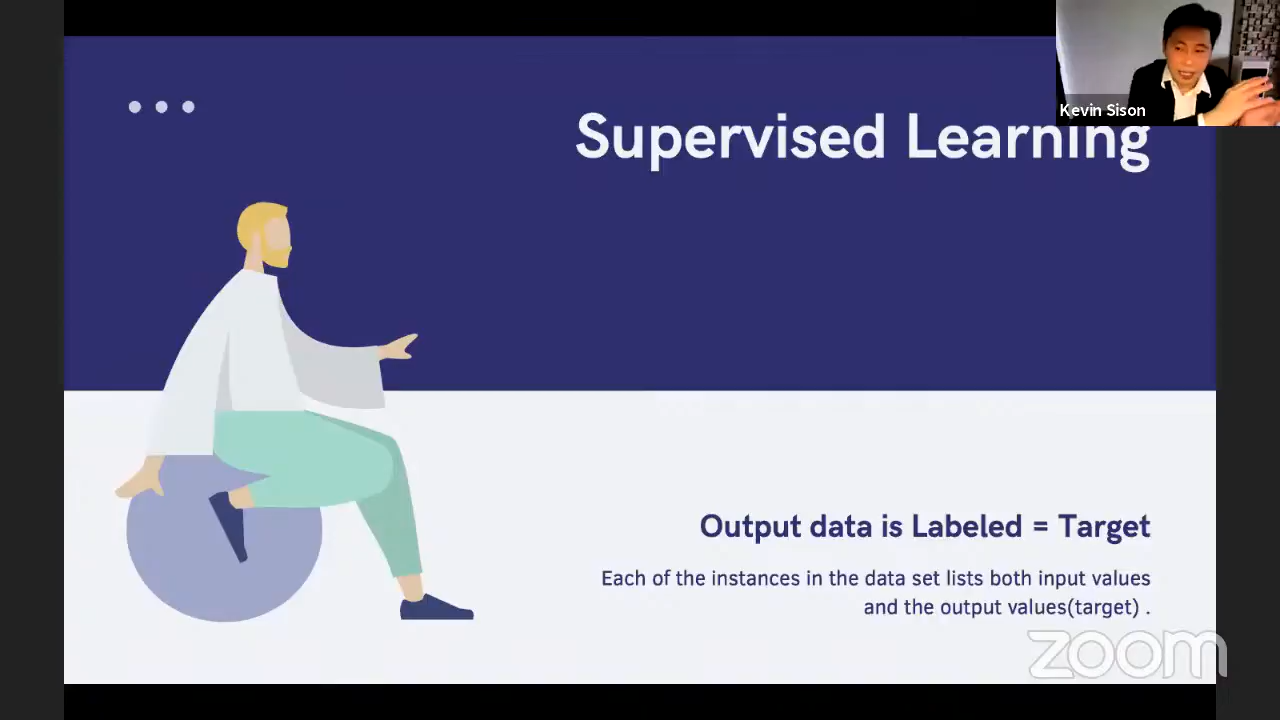 Kevin Sison
Supervised Learning
Output data is Labeled = Target
Each of the instances in the data set lists both input values
and the output values(target) .
zoom